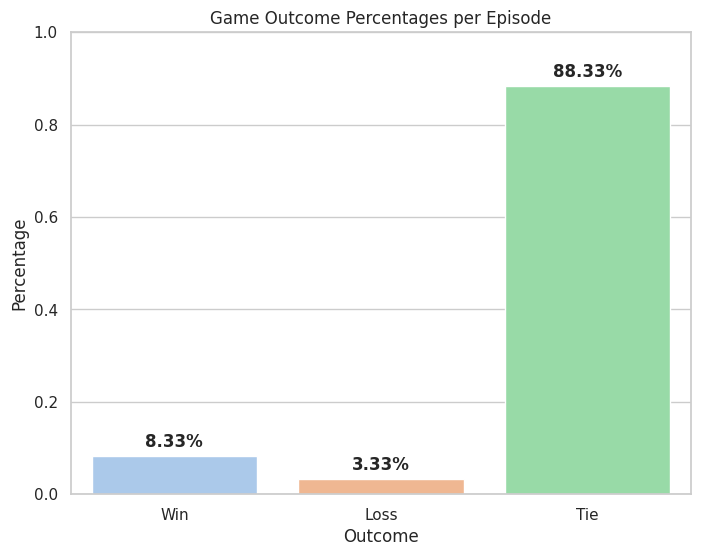 Game Outcome Percentages per Episode
1.0
0.8
0.6
0.4
0.2
0.0
Percentage
8.33%
3.33%
88.33%
Win
Loss
Tie
Outcome